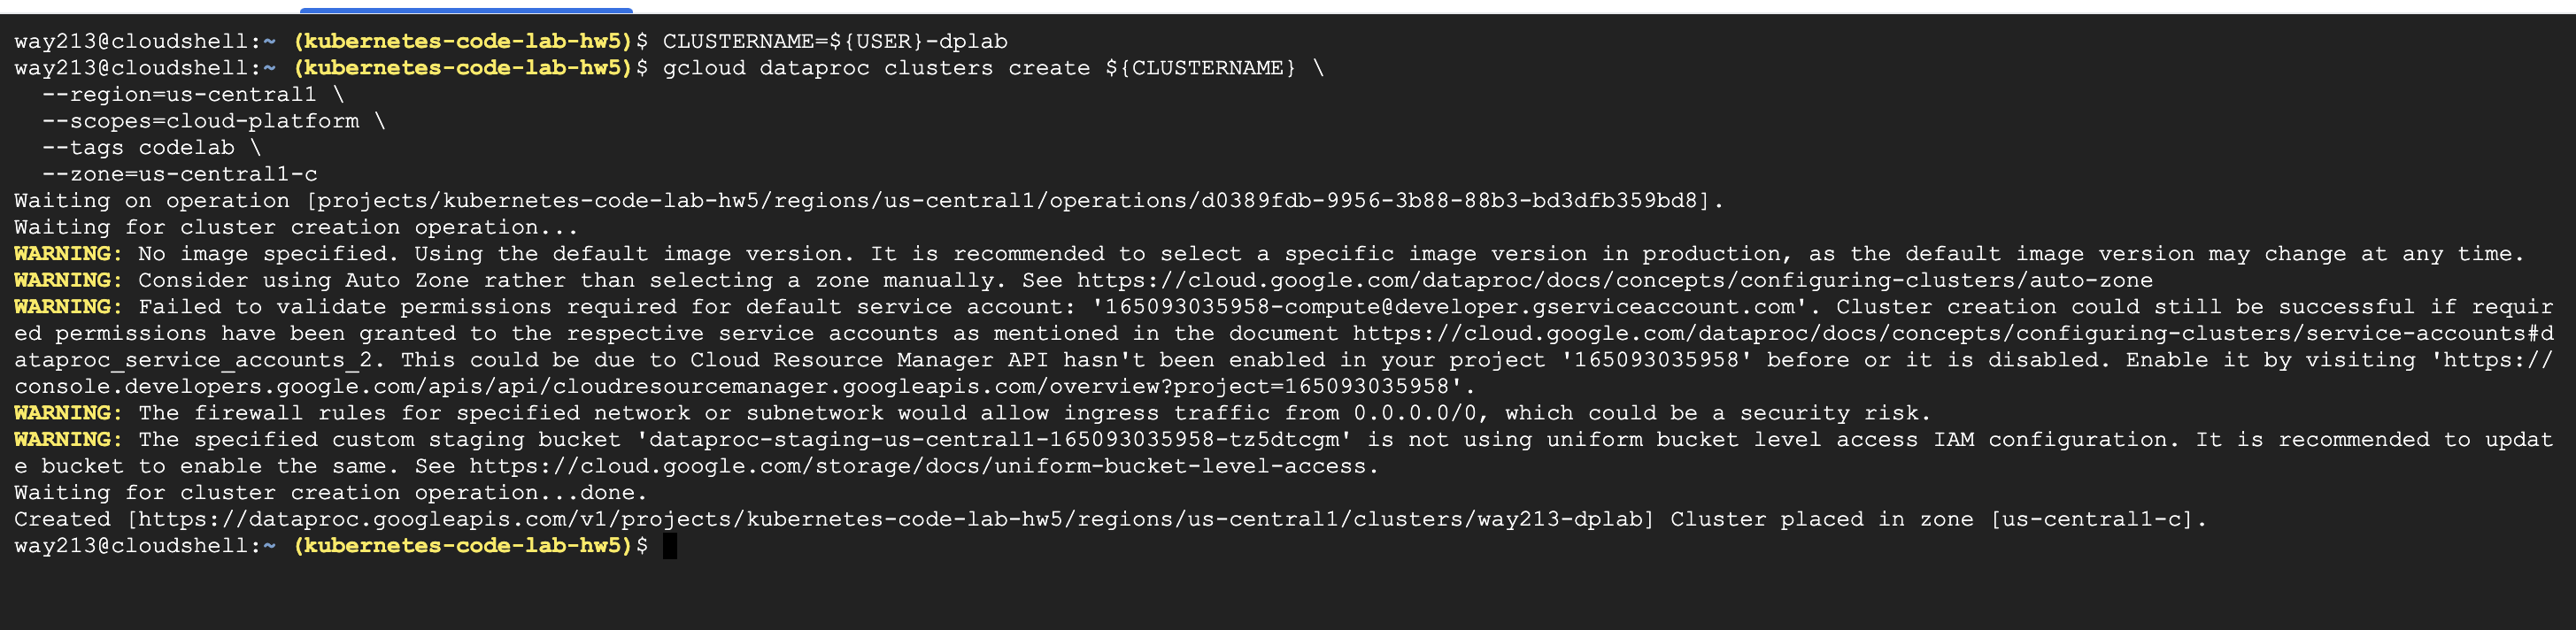 way213@cloudshell:~ (kubernetes-code-lab-hw5)$ CLUSTERNAME=${USER}-dplab
way213@cloudshell:~ (kubernetes-code-lab-hw5)$ gcloud dataproc clusters create ${CLUSTERNAME} \
  --region=us-central1 \
  --scopes=cloud-platform \
  --tags codelab \
  --zone=us-central1-c
Waiting on operation [projects/kubernetes-code-lab-hw5/regions/us-central1/operations/d0389fdb-9956-3b88-88b3-bd3dfb359bd8].
Waiting for cluster creation operation...
WARNING: No image specified. Using the default image version. It is recommended to select a specific image version in production, as the default image version may change at any time.
WARNING: Consider using Auto Zone rather than selecting a zone manually. See https://cloud.google.com/dataproc/docs/concepts/configuring-clusters/auto-zone
WARNING: Failed to validate permissions required for default service account: '165093035958-compute@developer.gserviceaccount.com'. Cluster creation could still be successful if requir
ed permissions have been granted to the respective service accounts as mentioned in the document https://cloud.google.com/dataproc/docs/concepts/configuring-clusters/service-accounts#d
ataproc_service_accounts_2. This could be due to Cloud Resource Manager API hasn't been enabled in your project '165093035958' before or it is disabled. Enable it by visiting 'https://
console.developers.google.com/apis/api/cloudresourcemanager.googleapis.com/overview?project=165093035958'.
WARNING: The firewall rules for specified network or subnetwork would allow ingress traffic from 0.0.0.0/0, which could be a security risk.
WARNING: The specified custom staging bucket 'dataproc-staging-us-central1-165093035958-tz5dtcgm' is not using uniform bucket level access IAM configuration. It is recommended to updat
e bucket to enable the same. See https://cloud.google.com/storage/docs/uniform-bucket-level-access.
Waiting for cluster creation operation...done.
Created [https://dataproc.googleapis.com/v1/projects/kubernetes-code-lab-hw5/regions/us-central1/clusters/way213-dplab] Cluster placed in zone [us-central1-c].
way213@cloudshell:~ (kubernetes-code-lab-hw5)$